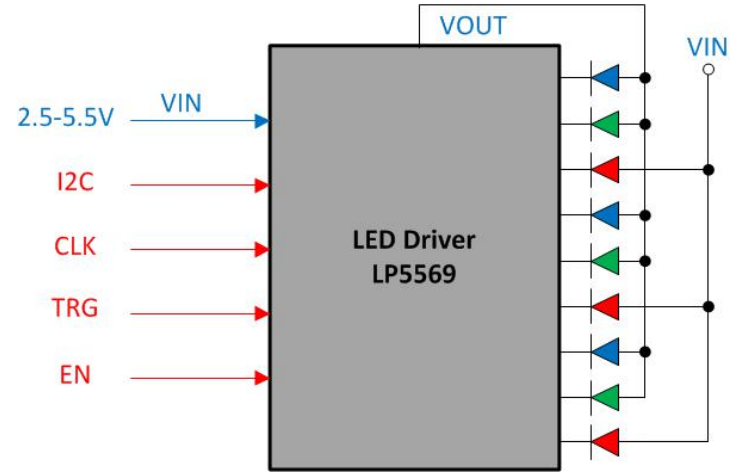 VOUT
VIN
2.5-5.5V
VIN
I2C
CLK
TRG
EN
LED Driver
LP5569